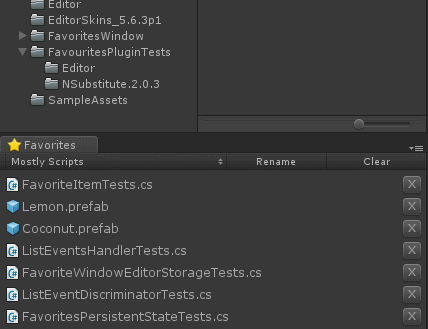 Editor
EditorSkins_5.6.3p1
FavoritesWindow
FavouritesPluginTests
Editor
NSubstitute.2.0.3
SampleAssets
Favorites
Mostly Scripts Rename Clear
FavoriteItemTests.cs X
Lemon.prefab X
Coconut.prefab X
ListEventsHandlerTests.cs X
FavoriteWindowEditorStorageTests.cs X
ListEventDiscriminatorTests.cs X
FavoritesPersistentStateTests.cs X